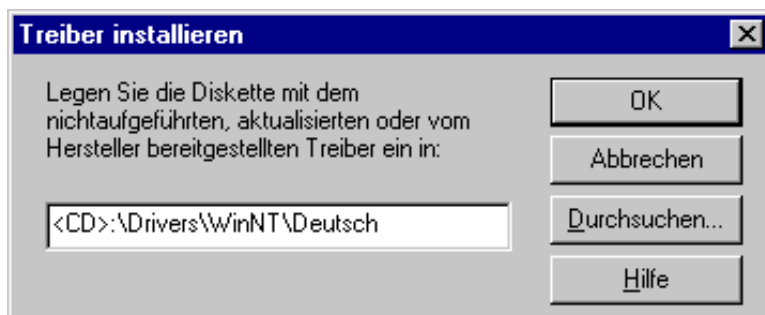 Treiber installieren
Legen Sie die Diskette mit dem
nichtaufgeführten, aktualisierten oder vom
Hersteller bereitgestellten Treiber ein in:
<CD>:\Drivers\WinNT\Deutsch
OK
Abbrechen
Durchsuchen...
Hilfe